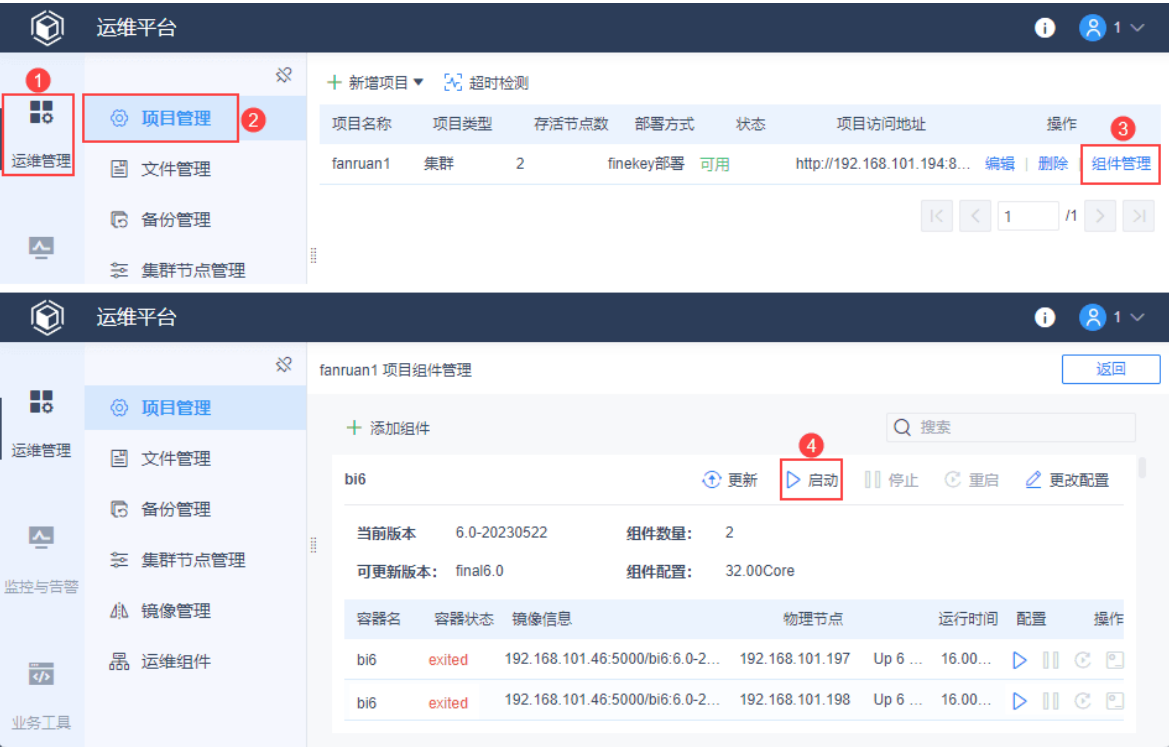 运维平台
1
1
运维管理
项目管理
2
文件管理
备份管理
集群节点管理
新增项目 超时检测
项目名称 项目类型 存活节点数 部署方式 状态 项目访问地址 操作
3
fanruan1 集群 2 finekey部署 可用 http://192.168.101.194:8... 编辑 | 删除 | 组件管理
1 /1
运维平台
1
运维管理
监控与告警
业务工具
项目管理
文件管理
备份管理
集群节点管理
镜像管理
运维组件
fanruan1 项目组件管理 返回
添加组件 搜索
4
bi6 更新 启动 停止 重启 更改配置
当前版本 6.0-20230522 组件数量: 2
可更新版本: final6.0 组件配置: 32.00Core
容器名 容器状态 镜像信息 物理节点 运行时间 配置 操作
bi6 exited 192.168.101.46:5000/bi6:6.0-2... 192.168.101.197 Up 6 ... 16.00...
bi6 exited 192.168.101.46:5000/bi6:6.0-2... 192.168.101.198 Up 6 ... 16.00...